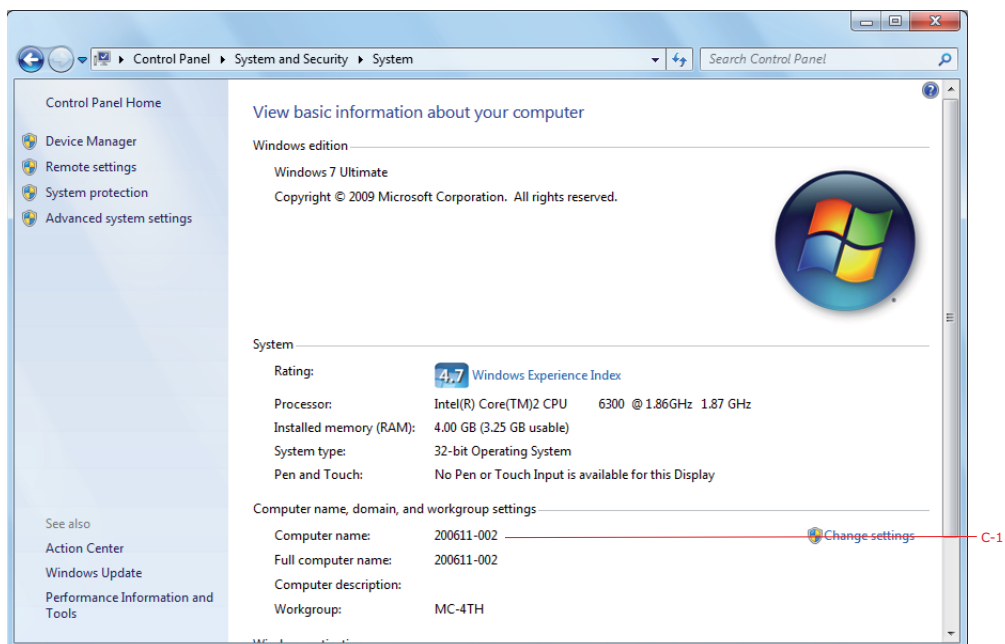 Control Panel System and Security System
Search Control Panel
Control Panel Home
Device Manager
Remote settings
System protection
Advanced system settings
See also
Action Center
Windows Update
Performance Information and
Tools
View basic information about your computer
Windows edition
Windows 7 Ultimate
Copyright © 2009 Microsoft Corporation. All rights reserved.
System
Rating: 4,7 Windows Experience Index
Processor: Intel(R) Core(TM)2 CPU 6300 @ 1.86GHz 1.87 GHz
Installed memory (RAM): 4.00 GB (3.25 GB usable)
System type: 32-bit Operating System
Pen and Touch: No Pen or Touch Input is available for this Display
Computer name, domain, and workgroup settings
Computer name: 200611-002 Change settings C-1
Full computer name: 200611-002
Computer description:
Workgroup: MC-4TH